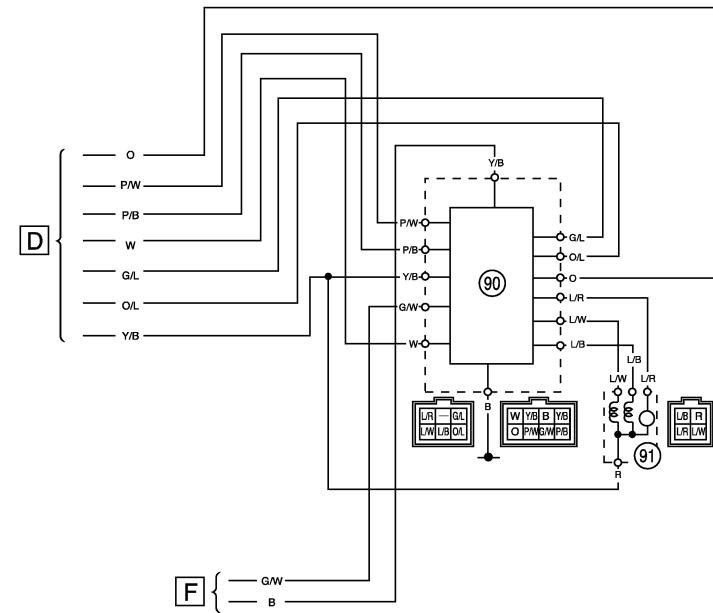 D
O
P/W
P/B
W
G/L
O/L
Y/B
Y/B
P/W
P/B
Y/B
G/W
W
90
G/L
O/L
O
L/R
L/W
L/B
B
L/B
L/W L/R
L/R — G/L
L/W L/B O/L
W Y/B B Y/B
O P/W G/W P/B
L/B R
L/R L/W
91
R
F
G/W
B